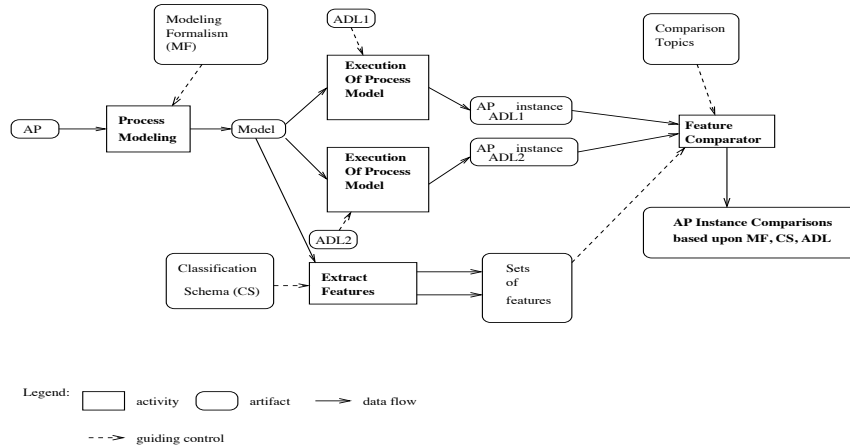 Modeling
Formalism
(MF)
ADL1
Comparison
Topics
Execution
Of Process
Model
AP instance
ADL1
AP
Process
Modeling
Model
Feature
Comparator
Execution
Of Process
Model
AP instance
ADL2
ADL2
AP Instance Comparisons
based upon MF, CS, ADL
Classification
Schema (CS)
Extract
Features
Sets
of
features
Legend:
activity
artifact
data flow
guiding control